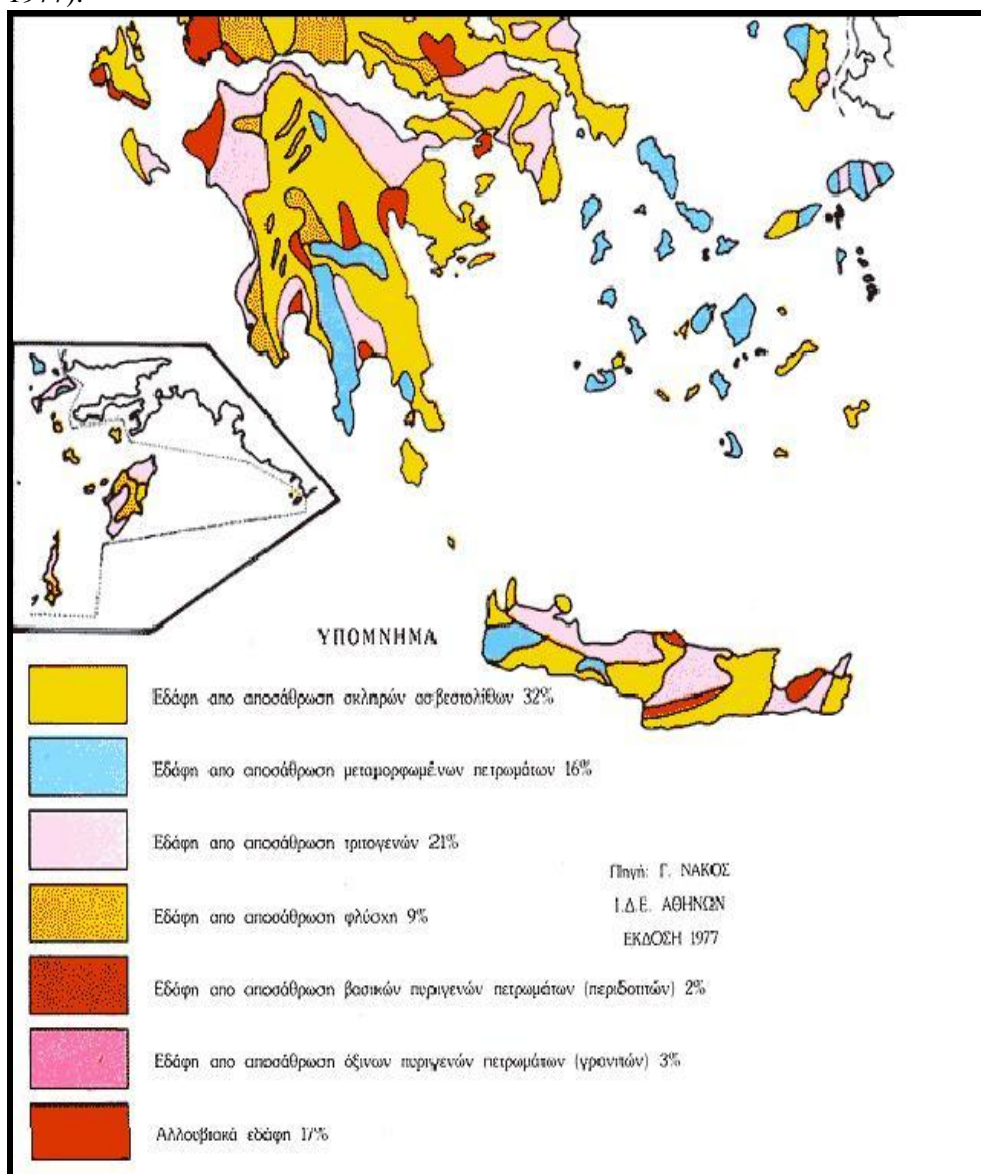 1977).
ΥΠΟΜΝΗΜΑ
Εδάφη απο αποσάθρωση σκληρών ασβεστολίθων 32%
Εδάφη απο αποσάθρωση μεταμορφωμένων πετρωμάτων 16%
Εδάφη απο αποσάθρωση τριτογενών 21%
Εδάφη απο αποσάθρωση φλύσχη 9%
Εδάφη απο αποσάθρωση βασικών πυριγενών πετρωμάτων (περιδοτιτών) 2%
Εδάφη απο αποσάθρωση όξινων πυριγενών πετρωμάτων (γρανιτών) 3%
Αλλουβιακά εδάφη 17%
Πηγή: Γ. ΝΑΚΟΣ
Ι.Δ.Ε. ΑΘΗΝΩΝ
ΕΚΔΟΣΗ 1977